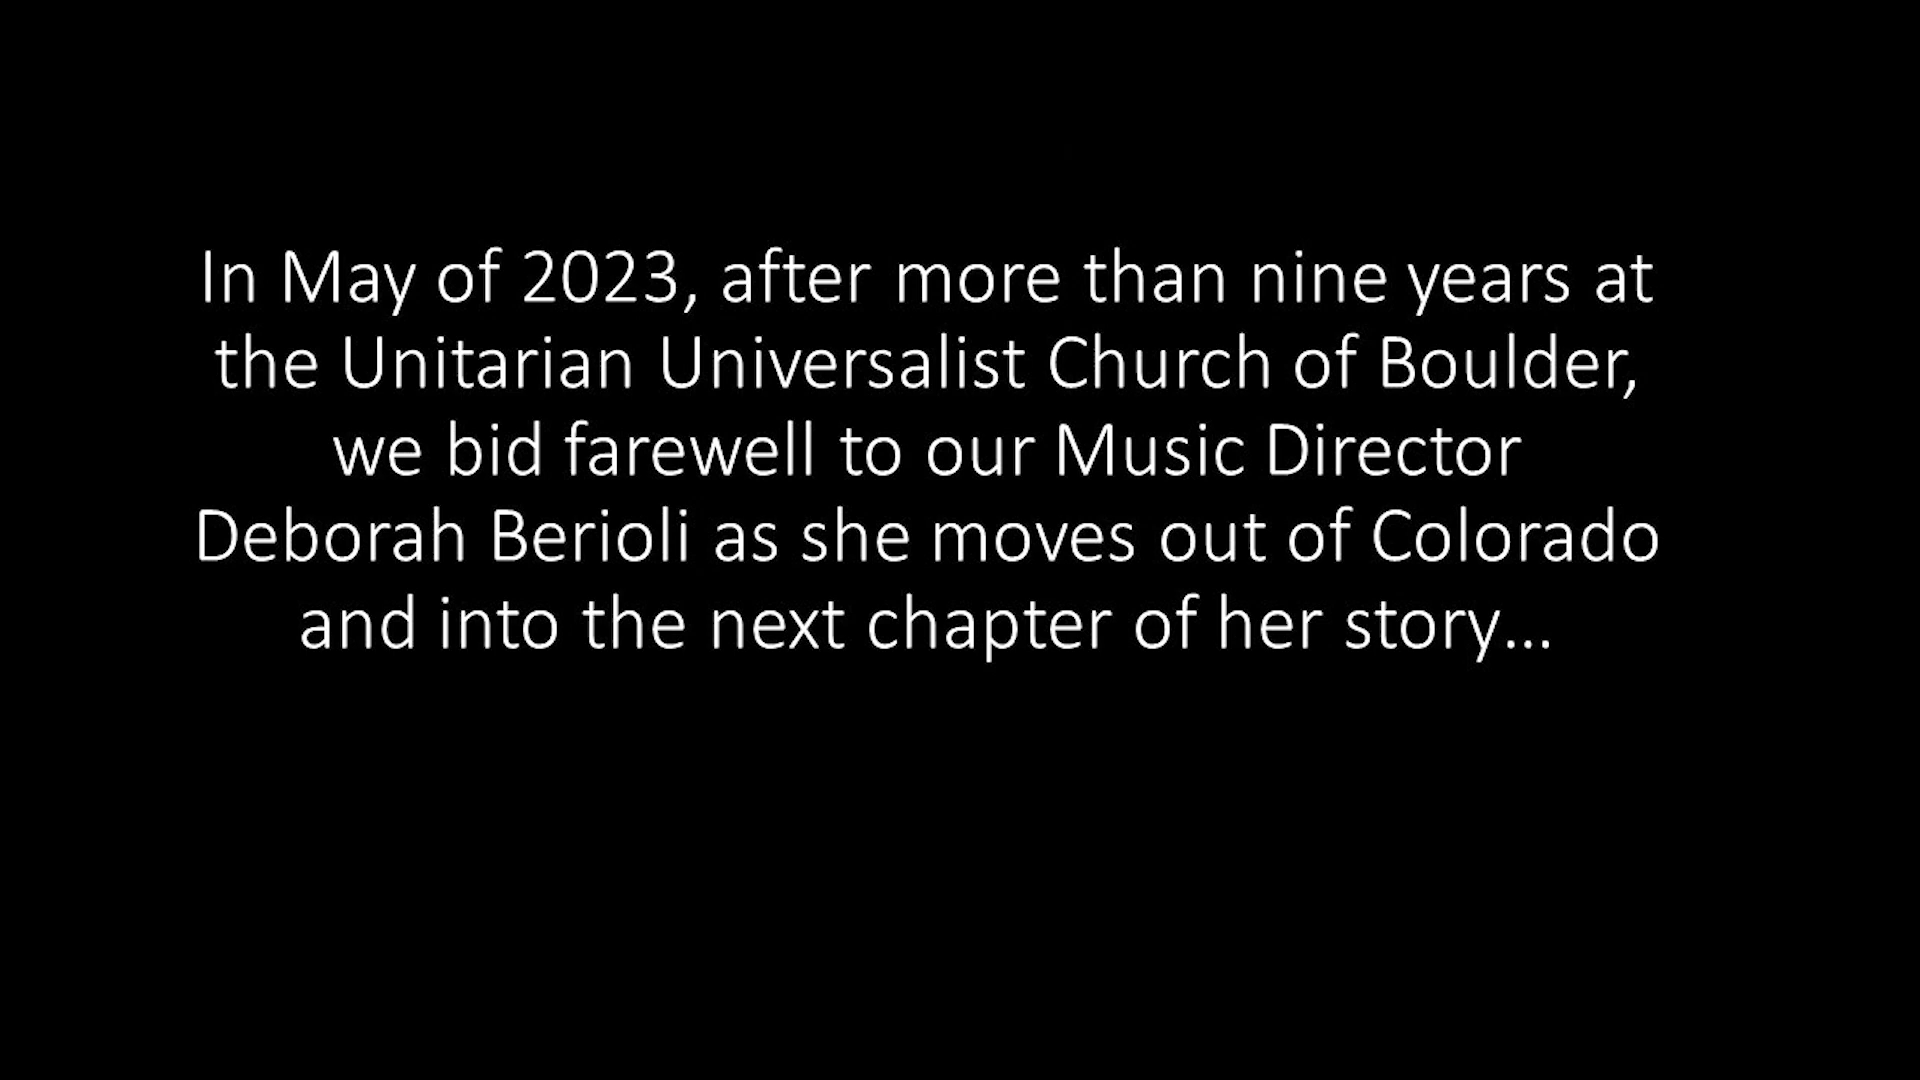 In May of 2023, after more than nine years at
the Unitarian Universalist Church of Boulder,
we bid farewell to our Music Director
Deborah Berioli as she moves out of Colorado
and into the next chapter of her story...